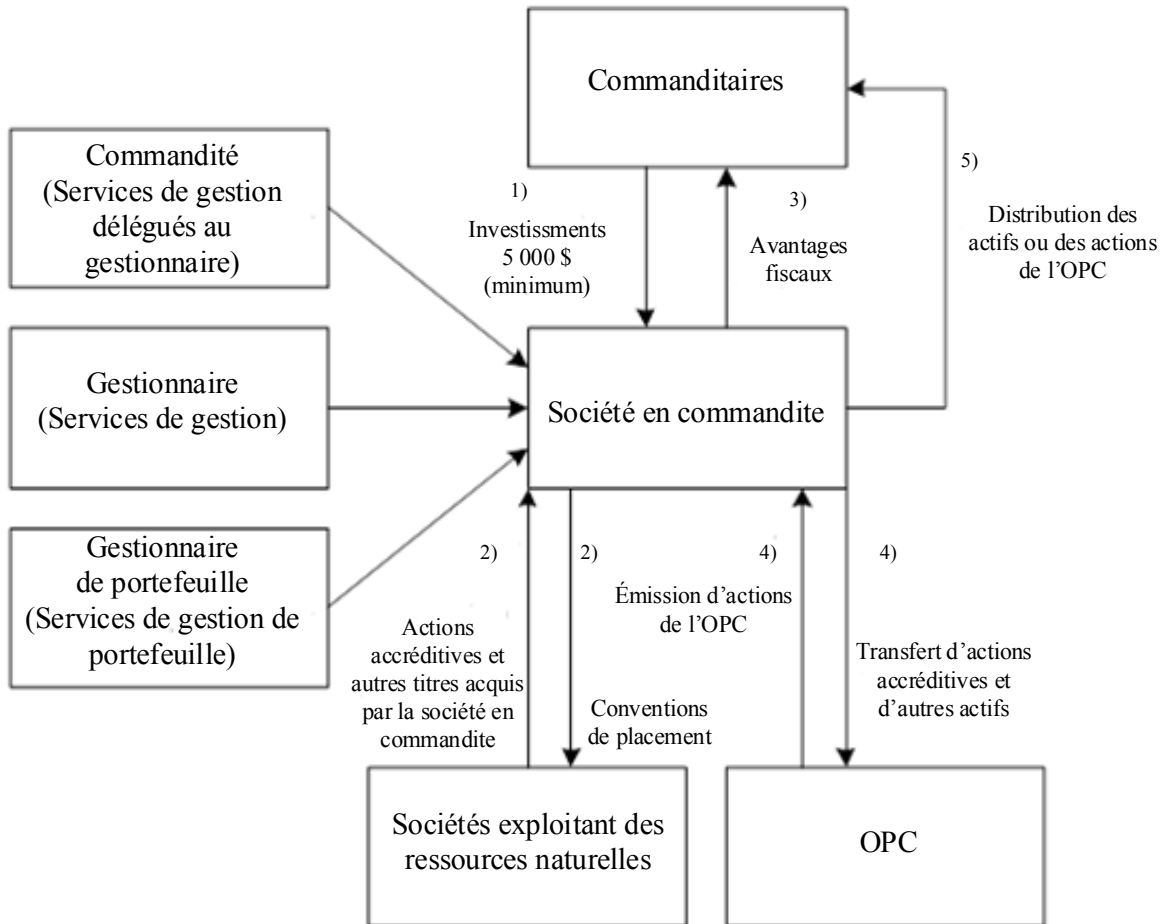 Commanditaires
Commandité
(Services de gestion
délégués au
gestionnaire)
1)
Investissments
5 000 $
(minimum)
3)
Avantages
fiscaux
5)
Distribution des
actifs ou des actions
de l’OPC
Gestionnaire
(Services de gestion)
Société en commandite
Gestionnaire
de portefeuille
(Services de gestion de
portefeuille)
2)
Actions
accréditives et
autres titres acquis
par la société en
commandite
2)
Conventions
de placement
4)
Émission d’actions
de l’OPC
4)
Transfert d’actions
accréditives et
d’autres actifs
Sociétés exploitant des
ressources naturelles
OPC